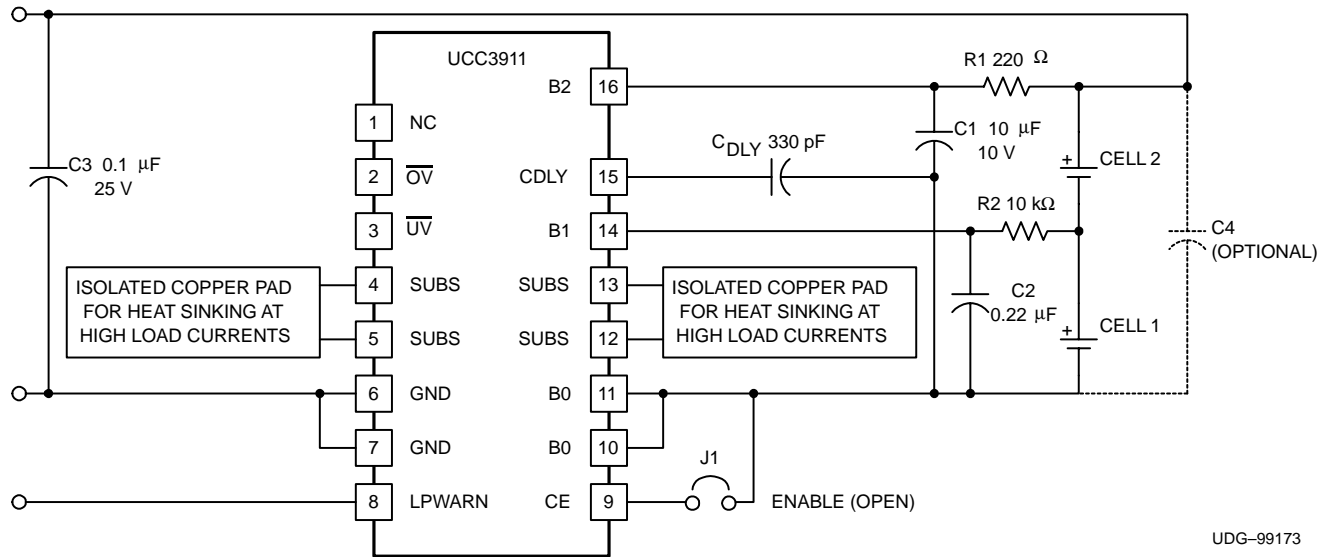 UCC3911
R1 220 Ω
B2
16
1
NC
C1 10 μF
10 V
CDLY 330 pF
C3 0.1 μF
25 V
2
OV
CDLY
15
CELL 2
+
R2 10 kΩ
3
UV
B1
14
C4
(OPTIONAL)
ISOLATED COPPER PAD
FOR HEAT SINKING AT
HIGH LOAD CURRENTS
4
SUBS
SUBS
13
ISOLATED COPPER PAD
FOR HEAT SINKING AT
HIGH LOAD CURRENTS
C2
0.22 μF
5
SUBS
SUBS
12
CELL 1
+
6
GND
B0
11
7
GND
B0
10
J1
8
LPWARN
CE
9
ENABLE (OPEN)
UDG–99173